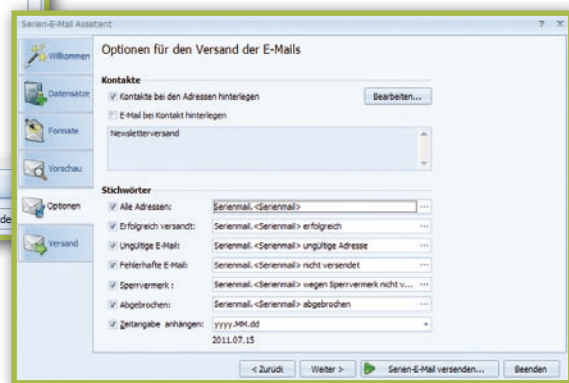 Serien-E-Mail Assistent
Willkommen
Datensätze
Formate
Vorschau
Optionen
Versand
de
Optionen für den Versand der E-Mails
Kontakte
Kontakte bei den Adressen hinterlegen
Bearbeiten...
E-Mail bei Kontakt hinterlegen
Newsletterversand
Stichwörter
Alle Adressen: Serienmail.<Serienmail> ...
Erfolgreich versandt: Serienmail.<Serienmail> erfolgreich ...
Ungültige E-Mail: Serienmail.<Serienmail> ungültige Adresse ...
Fehlerhafte E-Mail: Serienmail.<Serienmail> nicht versendet ...
Sperrvermerk : Serienmail.<Serienmail> wegen Sperrvermerk nicht v... ...
Abgebrochen: Serienmail.<Serienmail> abgebrochen ...
Zeitangabe anhängen: yyyy.MM.dd
2011.07.15
< Zurück Weiter > Serien-E-Mail versenden... Beenden